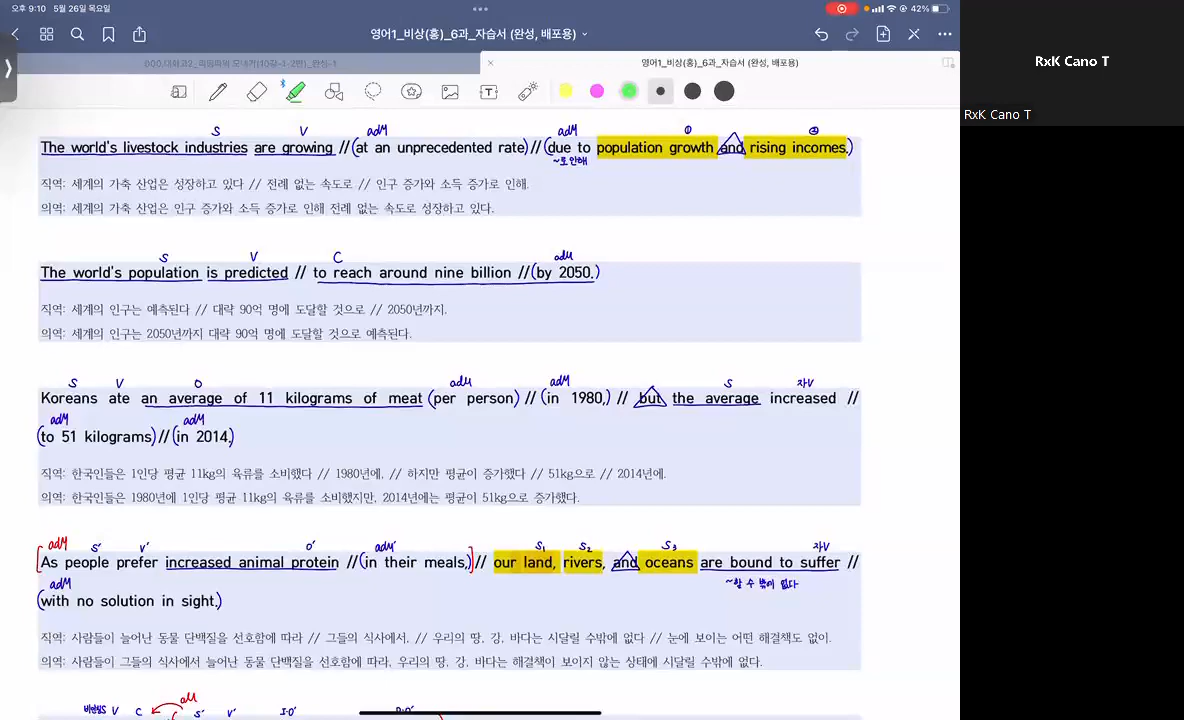 오후 9:10 5월 26일 목요일
42%
영어1_비상(홍)_6과_자습서 (완성, 배포용)
영어1_비상(홍)_6과_자습서 (완성, 배포용)
RxK Cano T
RxK Cano T
S V adM adM ① ②
The world's livestock industries are growing //(at an unprecedented rate)//(due to population growth and rising incomes.)
~로 인해
직역: 세계의 가축 산업은 성장하고 있다 // 전례 없는 속도로 // 인구 증가와 소득 증가로 인해.
의역: 세계의 가축 산업은 인구 증가와 소득 증가로 인해 전례 없는 속도로 성장하고 있다.
S V C adM
The world's population is predicted // to reach around nine billion //(by 2050.)
직역: 세계의 인구는 예측된다 // 대략 90억 명에 도달할 것으로 // 2050년까지.
의역: 세계의 인구는 2050년까지 대략 90억 명에 도달할 것으로 예측된다.
S V O adM adM S 자V
Koreans ate an average of 11 kilograms of meat (per person) //(in 1980,) // but the average increased //
adM adM
(to 51 kilograms)//(in 2014.)
직역: 한국인들은 1인당 평균 11kg의 육류를 소비했다 // 1980년에, // 하지만 평균이 증가했다 // 51kg으로 // 2014년에.
의역: 한국인들은 1980년에 1인당 평균 11kg의 육류를 소비했지만, 2014년에는 평균이 51kg으로 증가했다.
adM S' V' O' adM' S₁ S₂ S₃ 자V
[As people prefer increased animal protein //(in their meals,)]// our land, rivers, and oceans are bound to suffer //
adM ~할 수 밖에 없다
(with no solution in sight.)
직역: 사람들이 늘어난 동물 단백질을 선호함에 따라 // 그들의 식사에서, // 우리의 땅, 강, 바다는 시달릴 수밖에 없다 // 눈에 보이는 어떤 해결책도 없이.
의역: 사람들이 그들의 식사에서 늘어난 동물 단백질을 선호함에 따라, 우리의 땅, 강, 바다는 해결책이 보이지 않는 상태에 시달릴 수밖에 없다.
V C S' V' I·O'